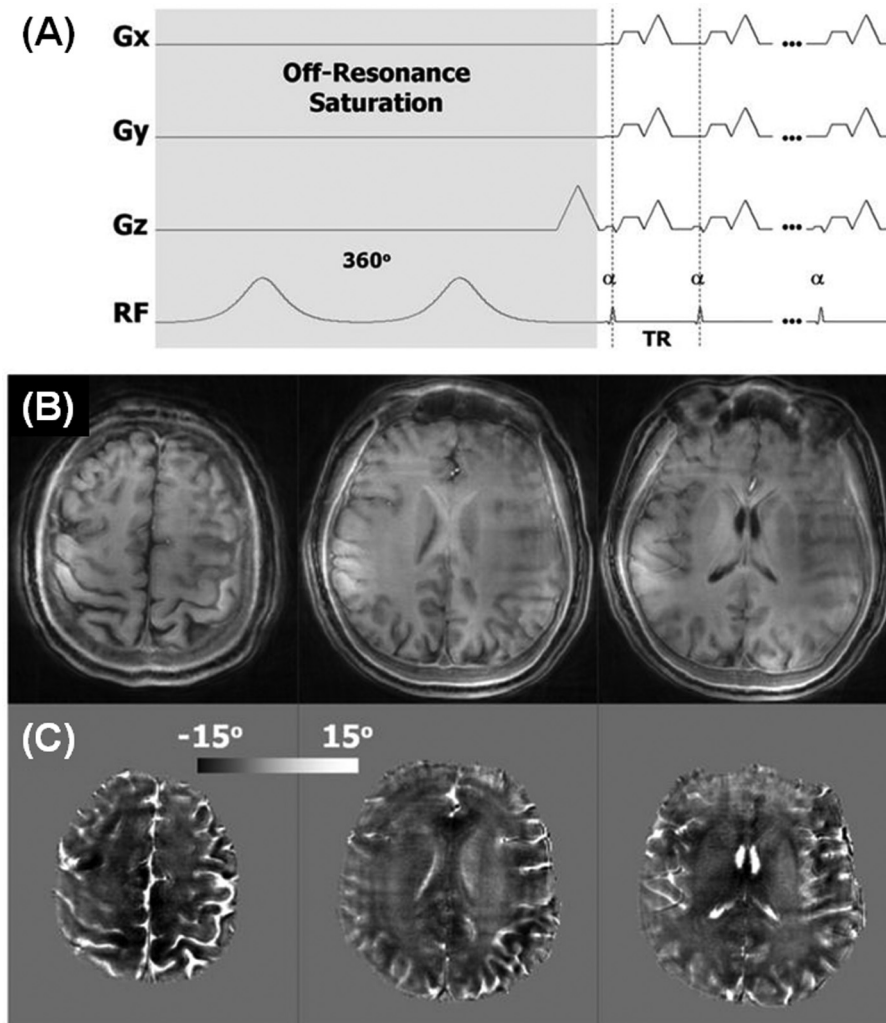 (A)
Gx
Off-Resonance
Saturation
Gy
Gz
360°
α α α
RF
TR
(B)
(C)
-15° 15°